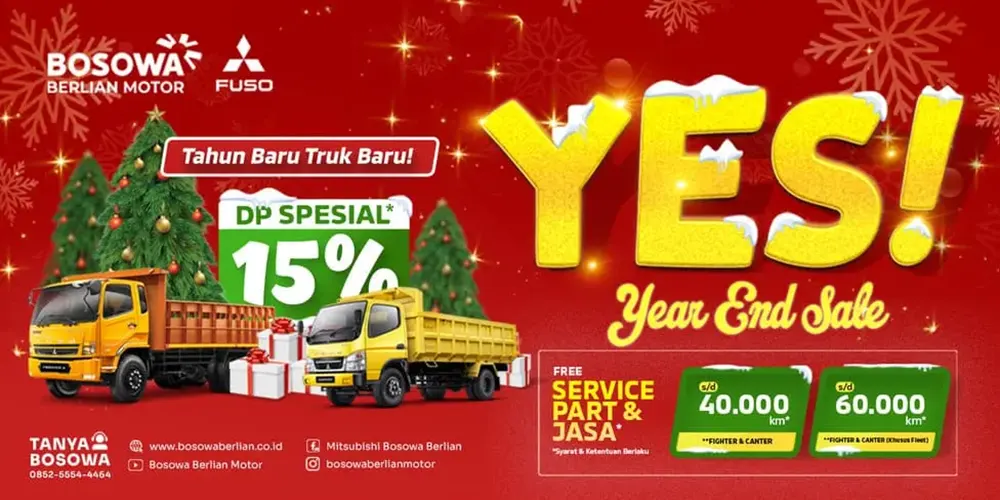 BOSOWA
BERLIAN MOTOR
FUSO
Tahun Baru Truk Baru!
DP SPESIAL*
15%
YES!
Year End Sale
FREE
SERVICE
PART &
JASA*
*Syarat & Ketentuan Berlaku
s/d
40.000
km*
**FIGHTER & CANTER
s/d
60.000
km*
**FIGHTER & CANTER (Khusus Fleet)
TANYA
BOSOWA
0852-5554-4464
www.bosowaberlian.co.id
Bosowa Berlian Motor
Mitsubishi Bosowa Berlian
bosowaberlianmotor